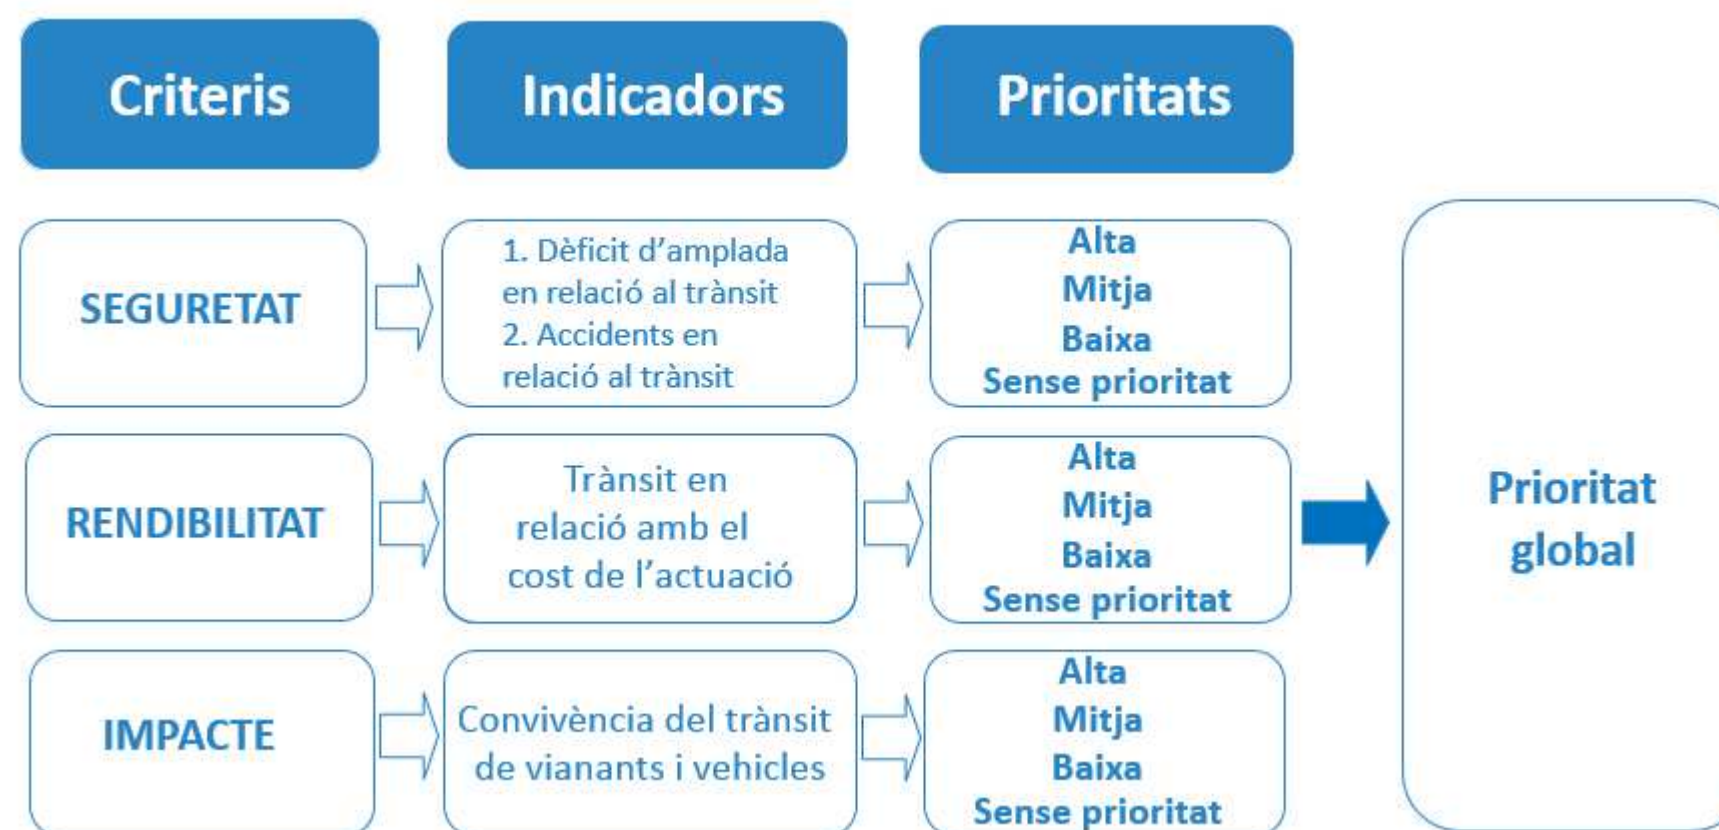 Criteris
Indicadors
Prioritats
SEGURETAT
1. Dèficit d'amplada
en relació al trànsit
2. Accidents en
relació al trànsit
Alta
Mitja
Baixa
Sense prioritat
RENDIBILITAT
Trànsit en
relació amb el
cost de l'actuació
Alta
Mitja
Baixa
Sense prioritat
IMPACTE
Convivència del trànsit
de vianants i vehicles
Alta
Mitja
Baixa
Sense prioritat
Prioritat
global